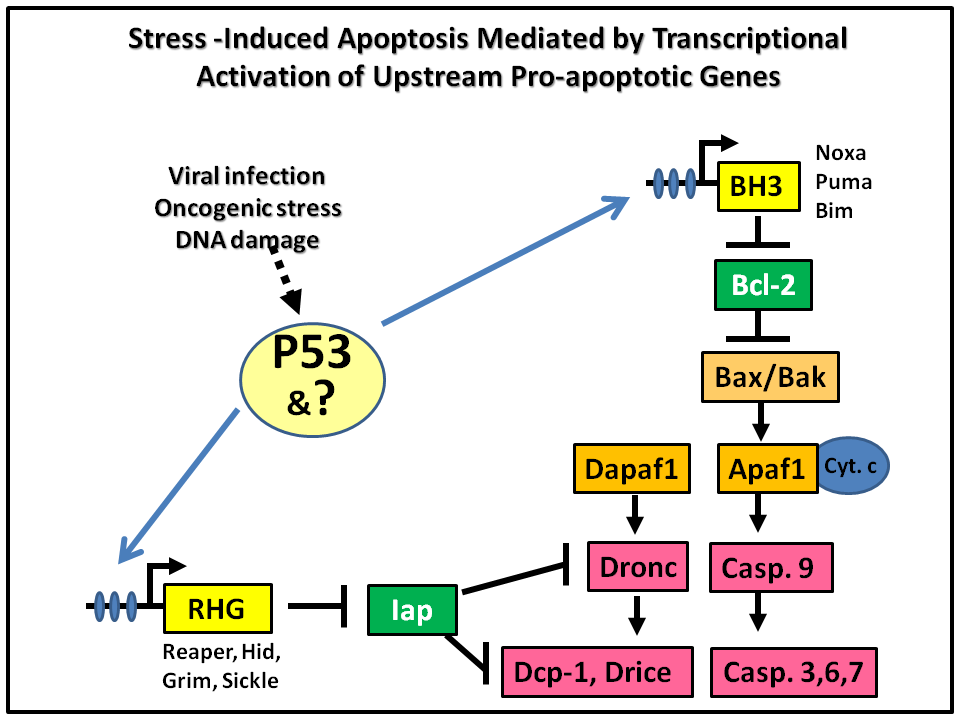 Stress -Induced Apoptosis Mediated by Transcriptional
Activation of Upstream Pro-apoptotic Genes
Viral infection
Oncogenic stress
DNA damage
P53
&?
BH3
Noxa
Puma
Bim
Bcl-2
Bax/Bak
Dapaf1
Apaf1
Cyt. c
Dronc
Casp. 9
RHG
Iap
Reaper, Hid,
Grim, Sickle
Dcp-1, Drice
Casp. 3,6,7